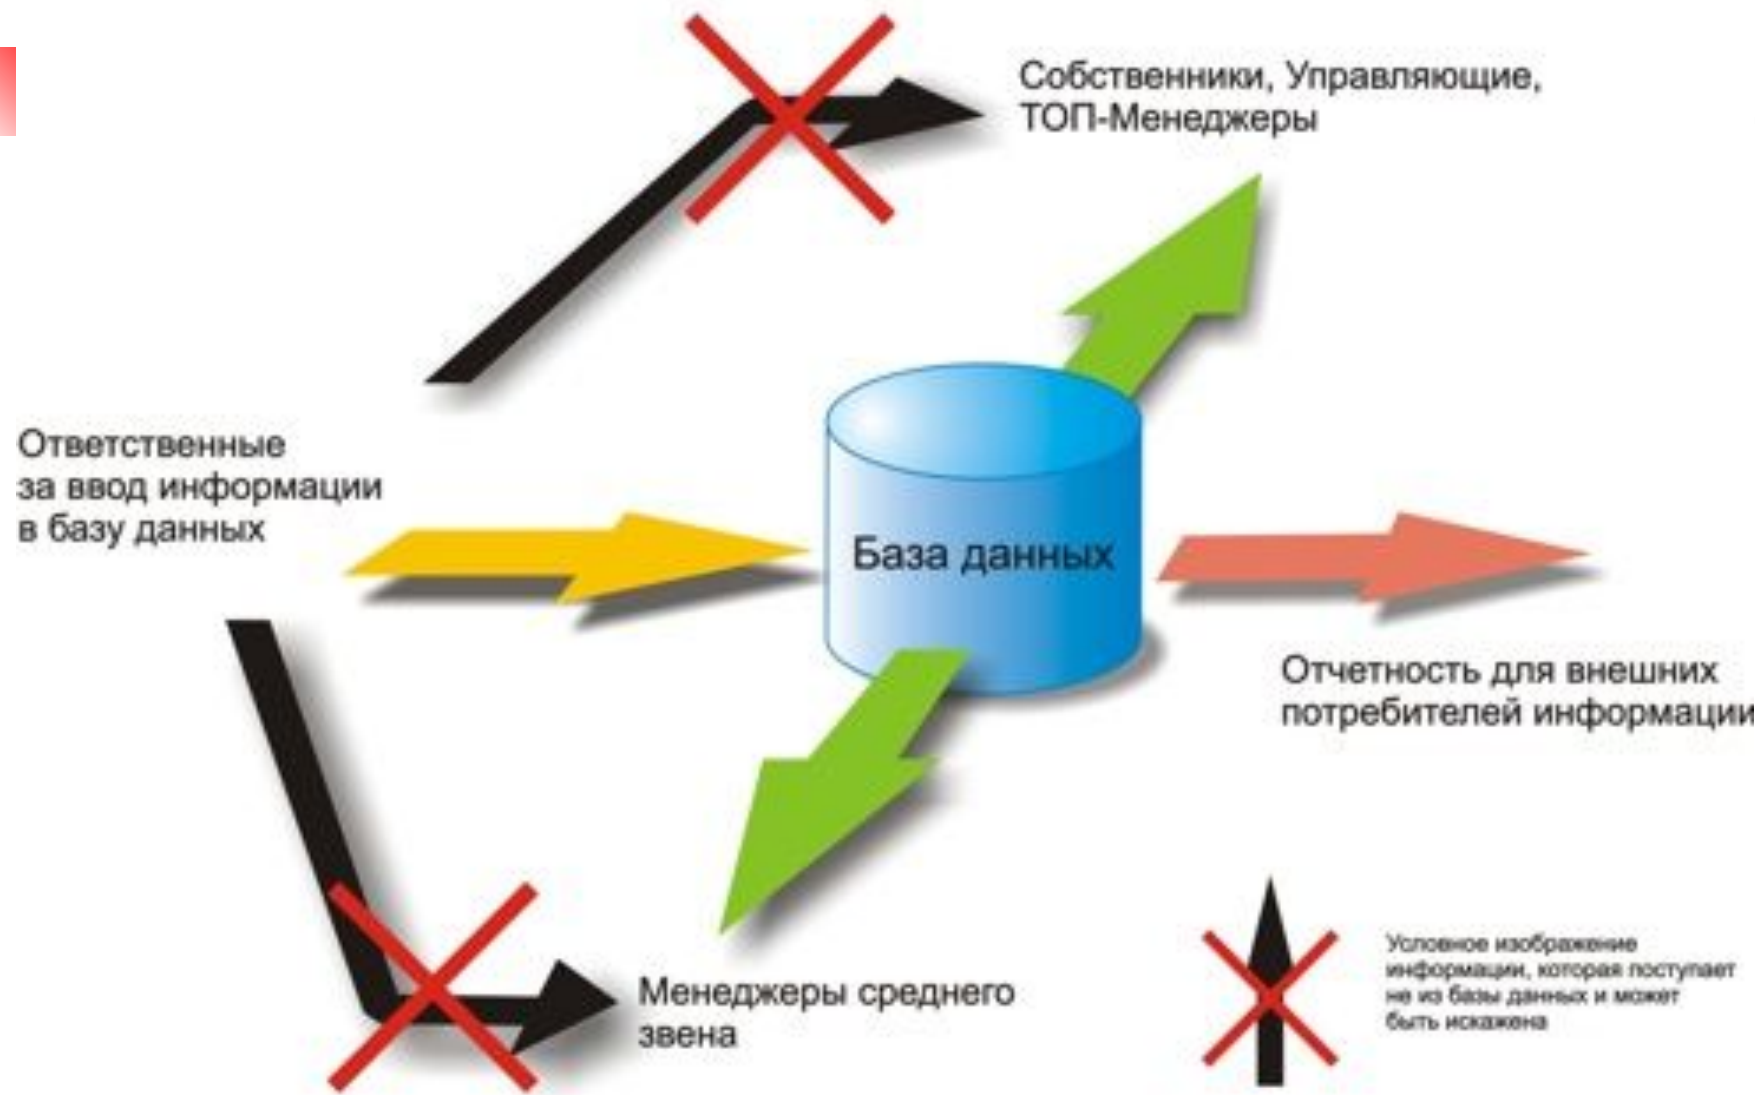 Собственники, Управляющие,
ТОП-Менеджеры
Ответственные
за ввод информации
в базу данных
База данных
Отчетность для внешних
потребителей информации
Менеджеры среднего
звена
Условное изображение
информации, которая поступает
не из базы данных и может
быть искажена